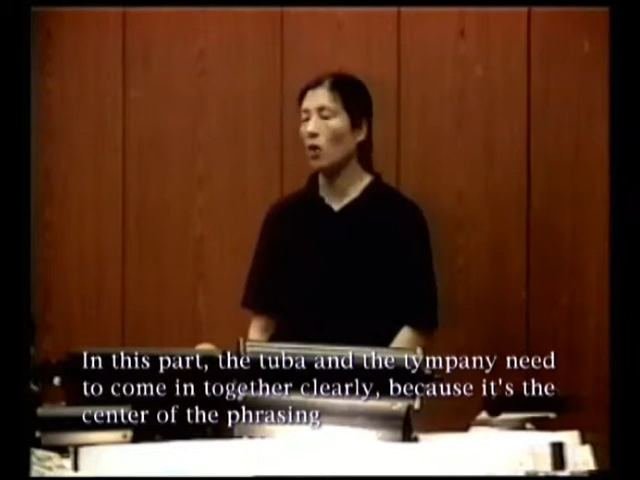 In this part, the tuba and the tympany need
to come in together clearly, because it's the
center of the phrasing